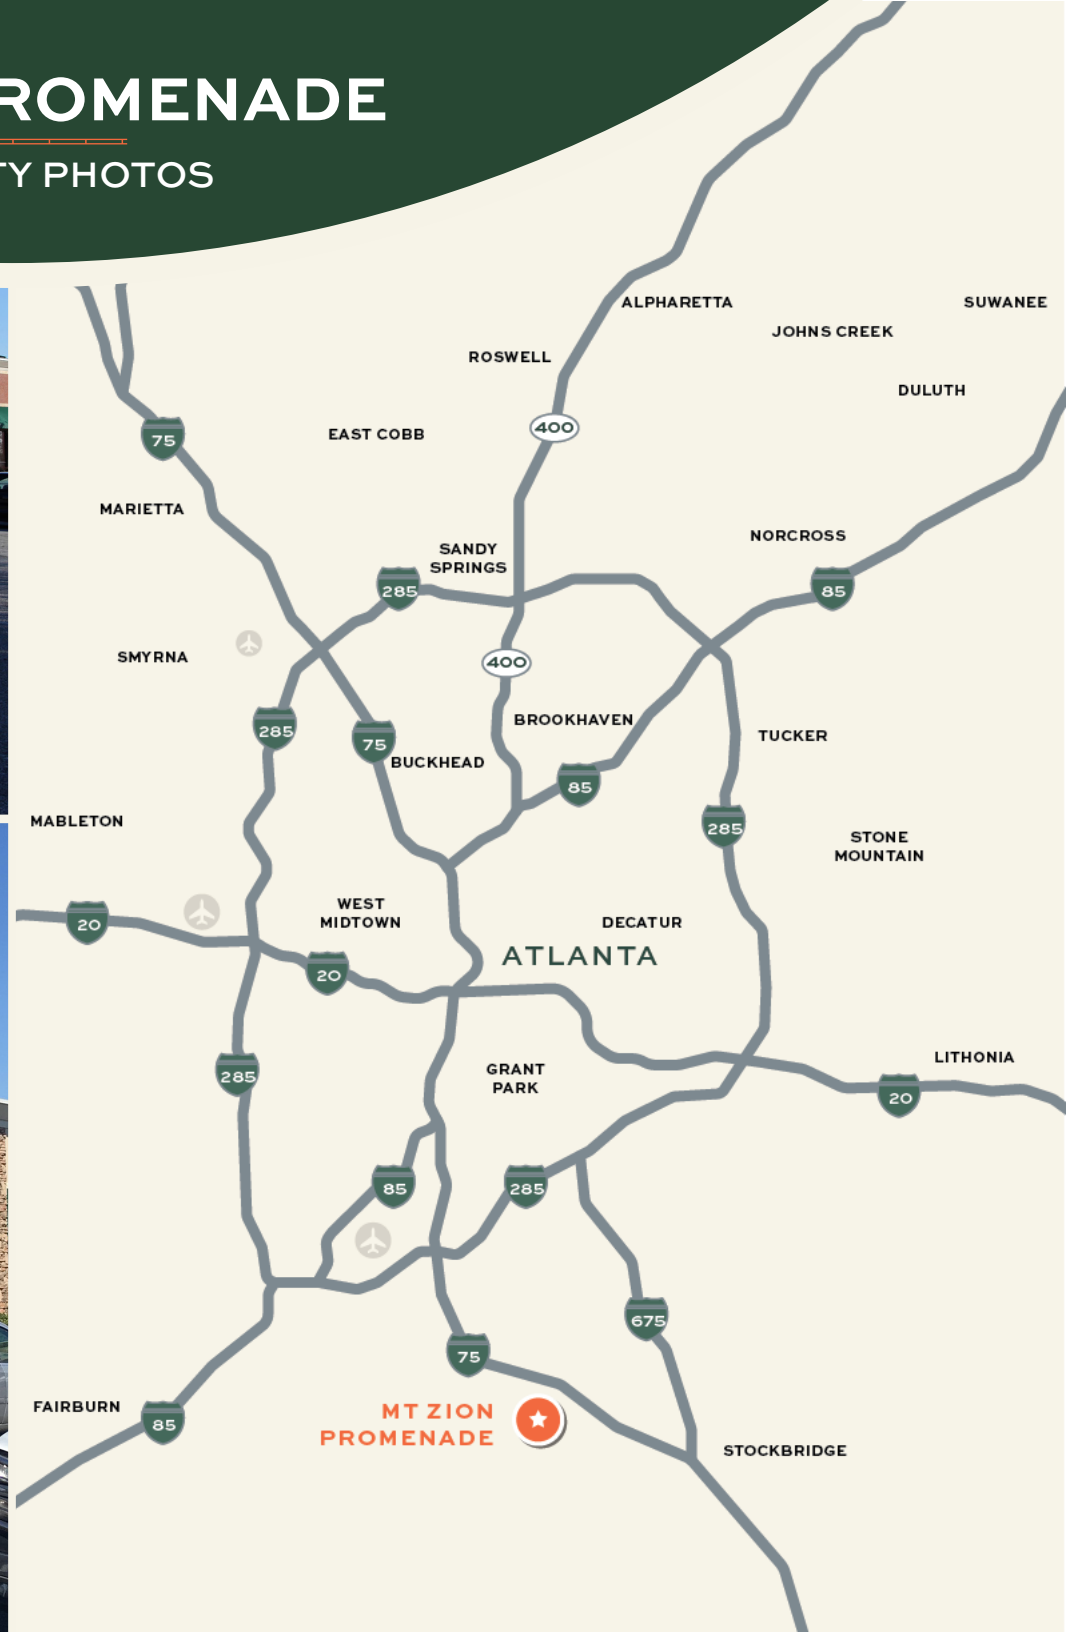 ROMENADE
TY PHOTOS
ALPHARETTA
SUWANEE
JOHNS CREEK
ROSWELL
DULUTH
400
EAST COBB
75
MARIETTA
NORCROSS
SANDY
SPRINGS
285
85
SMYRNA
400
BROOKHAVEN
285
75
TUCKER
BUCKHEAD
85
MABLETON
285
STONE
MOUNTAIN
WEST
MIDTOWN
20
DECATUR
ATLANTA
20
LITHONIA
285
GRANT
PARK
20
85
285
675
75
FAIRBURN
MT ZION
PROMENADE
85
STOCKBRIDGE